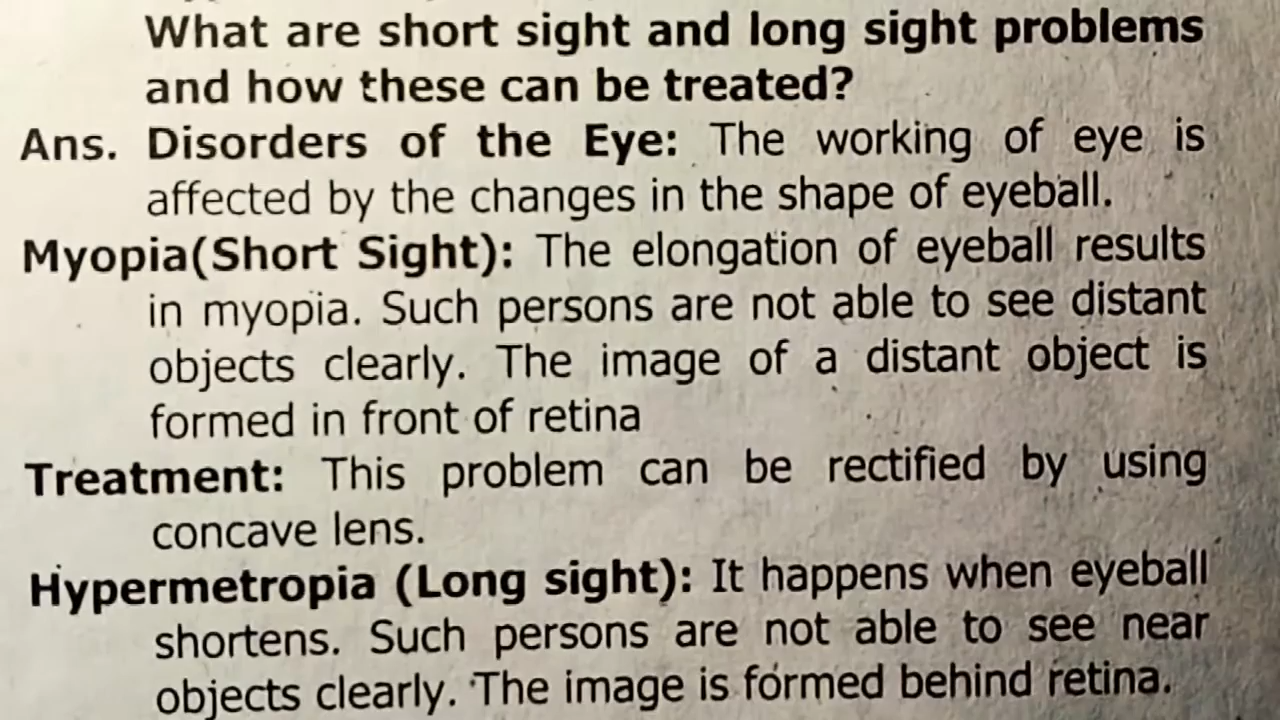 What are short sight and long sight problems
and how these can be treated?
Ans. Disorders of the Eye: The working of eye is
affected by the changes in the shape of eyeball.
Myopia(Short Sight): The elongation of eyeball results
in myopia. Such persons are not able to see distant
objects clearly. The image of a distant object is
formed in front of retina
Treatment: This problem can be rectified by using
concave lens.
Hypermetropia (Long sight): It happens when eyeball
shortens. Such persons are not able to see near
objects clearly. The image is formed behind retina.